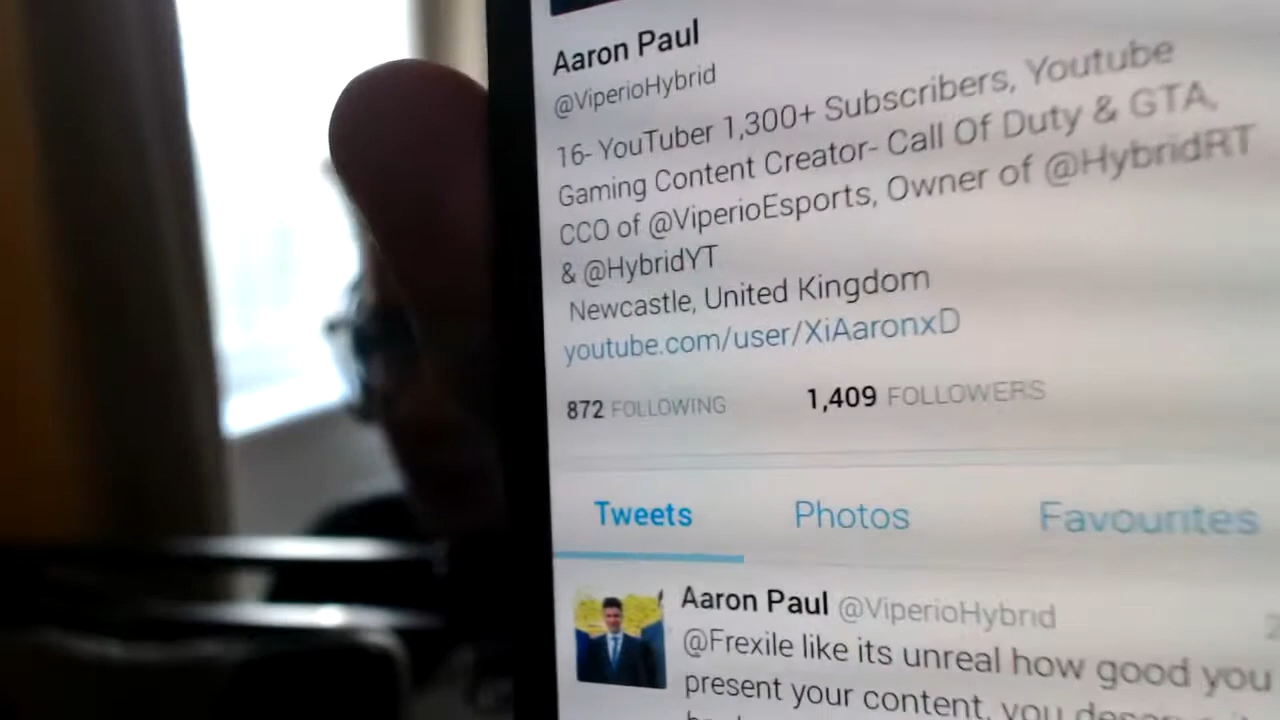 Aaron Paul
@ViperioHybrid
16- YouTuber 1,300+ Subscribers, Youtube
Gaming Content Creator- Call Of Duty & GTA,
CCO of @ViperioEsports, Owner of @HybridRT
& @HybridYT
Newcastle, United Kingdom
youtube.com/user/XiAaronxD
872 FOLLOWING 1,409 FOLLOWERS
Tweets Photos Favourites
Aaron Paul @ViperioHybrid
@Frexile like its unreal how good you
present your content, you